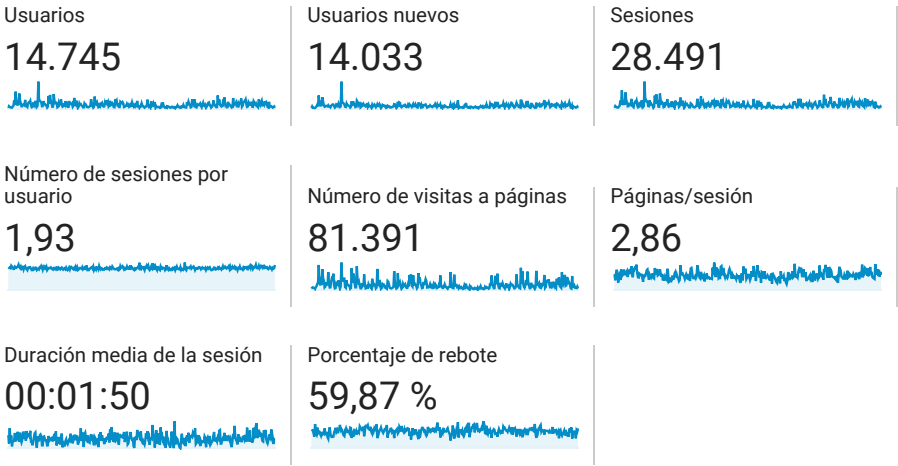 Usuarios
14.745
Usuarios nuevos
14.033
Sesiones
28.491
Número de sesiones por
usuario
1,93
Número de visitas a páginas
81.391
Páginas/sesión
2,86
Duración media de la sesión
00:01:50
Porcentaje de rebote
59,87 %